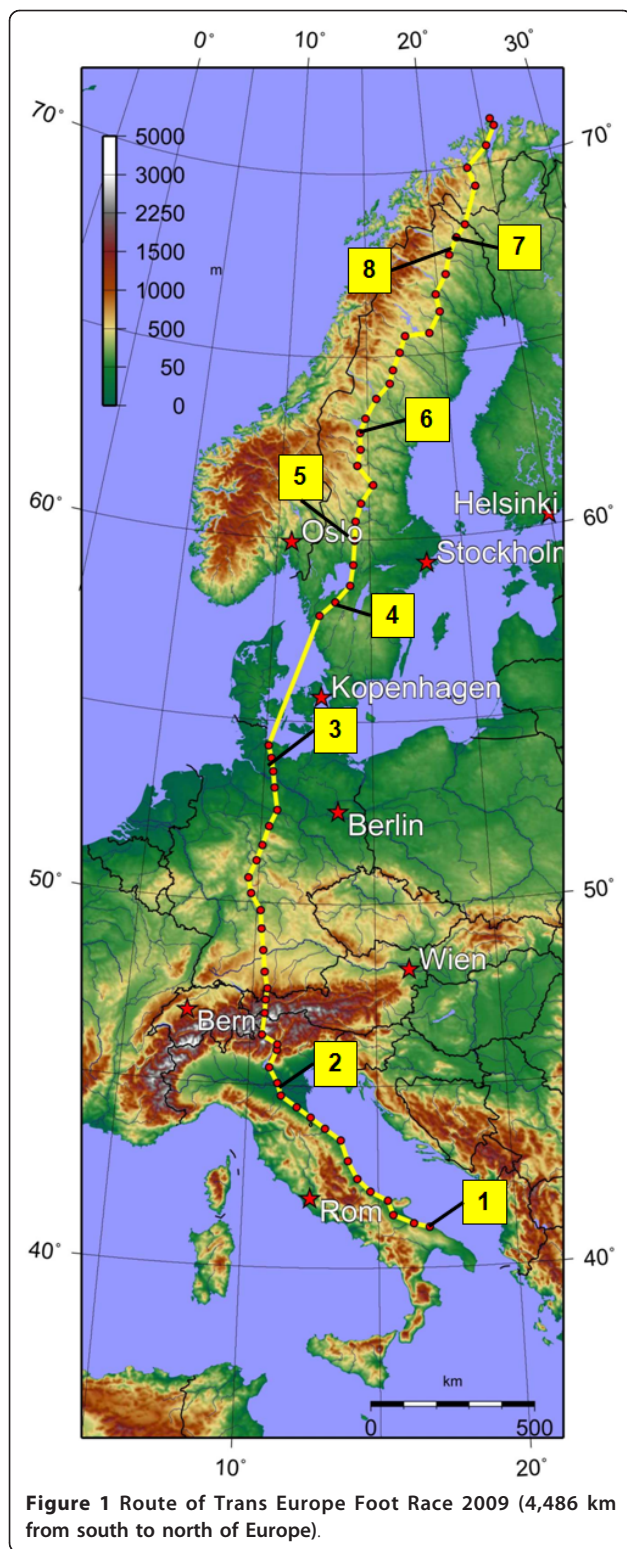 0° 10° 20° 30°
70° 70°
5000
3000
2250
1500
m
1000
500
50
0
7
8
6
5
Helsinki
60° 60°
Oslo
Stockholm
4
Kopenhagen
3
Berlin
50° 50°
Wien
Bern
2
1
Rom
40° 40°
km
0 500
10° 20°
Figure 1 Route of Trans Europe Foot Race 2009 (4,486 km
from south to north of Europe).